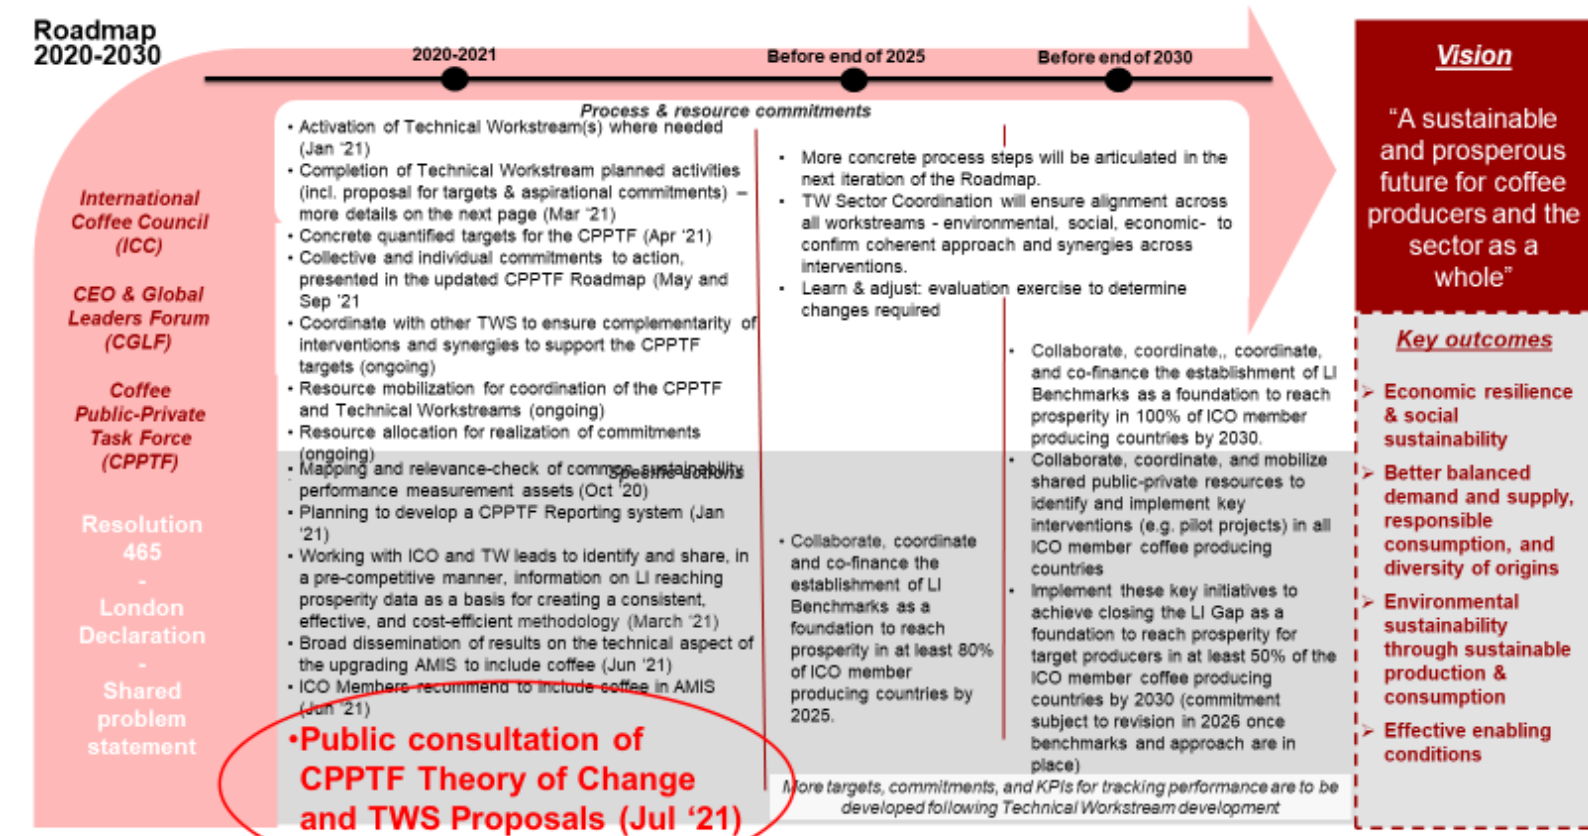 Roadmap
2020-2030
2020-2021
Before end of 2025
Before end of 2030
International
Coffee Council
(ICC)
CEO & Global
Leaders Forum
(CGLF)
Coffee
Public-Private
Task Force
(CPPTF)
Resolution
465
-
London
Declaration
-
Shared
problem
statement
Process & resource commitments
• Activation of Technical Workstream(s) where needed
(Jan ‘21)
• Completion of Technical Workstream planned activities
(incl. proposal for targets & aspirational commitments) –
more details on the next page (Mar ‘21)
• Concrete quantified targets for the CPPTF (Apr ‘21)
• Collective and individual commitments to action,
presented in the updated CPPTF Roadmap (May and
Sep ’21
• Coordinate with other TWS to ensure complementarity of
interventions and synergies to support the CPPTF
targets (ongoing)
• Resource mobilization for coordination of the CPPTF
and Technical Workstreams (ongoing)
• Resource allocation for realization of commitments
(ongoing)
Specific actions
• Mapping and relevance-check of common sustainability
performance measurement assets (Oct ’20)
• Planning to develop a CPPTF Reporting system (Jan
’21)
• Working with ICO and TW leads to identify and share, in
a pre-competitive manner, information on LI reaching
prosperity data as a basis for creating a consistent,
effective, and cost-efficient methodology (March ’21)
• Broad dissemination of results on the technical aspect of
the upgrading AMIS to include coffee (Jun ’21)
• ICO Members recommend to include coffee in AMIS
(Jun ’21)
•Public consultation of
CPPTF Theory of Change
and TWS Proposals (Jul ‘21)
• More concrete process steps will be articulated in the
next iteration of the Roadmap.
• TW Sector Coordination will ensure alignment across
all workstreams - environmental, social, economic- to
confirm coherent approach and synergies across
interventions.
• Learn & adjust: evaluation exercise to determine
changes required
• Collaborate, coordinate
and co-finance the
establishment of LI
Benchmarks as a
foundation to reach
prosperity in at least 80%
of ICO member
producing countries by
2025.
• Collaborate, coordinate,, coordinate,
and co-finance the establishment of LI
Benchmarks as a foundation to reach
prosperity in 100% of ICO member
producing countries by 2030.
• Collaborate, coordinate, and mobilize
shared public-private resources to
identify and implement key
interventions (e.g. pilot projects) in all
ICO member coffee producing
countries
• Implement these key initiatives to
achieve closing the LI Gap as a
foundation to reach prosperity for
target producers in at least 50% of the
ICO member coffee producing
countries by 2030 (commitment
subject to revision in 2026 once
benchmarks and approach are in
place)
More targets, commitments, and KPIs for tracking performance are to be
developed following Technical Workstream development
Vision
“A sustainable
and prosperous
future for coffee
producers and the
sector as a
whole”
Key outcomes
➢ Economic resilience
& social
sustainability
➢ Better balanced
demand and supply,
responsible
consumption, and
diversity of origins
➢ Environmental
sustainability
through sustainable
production &
consumption
➢ Effective enabling
conditions